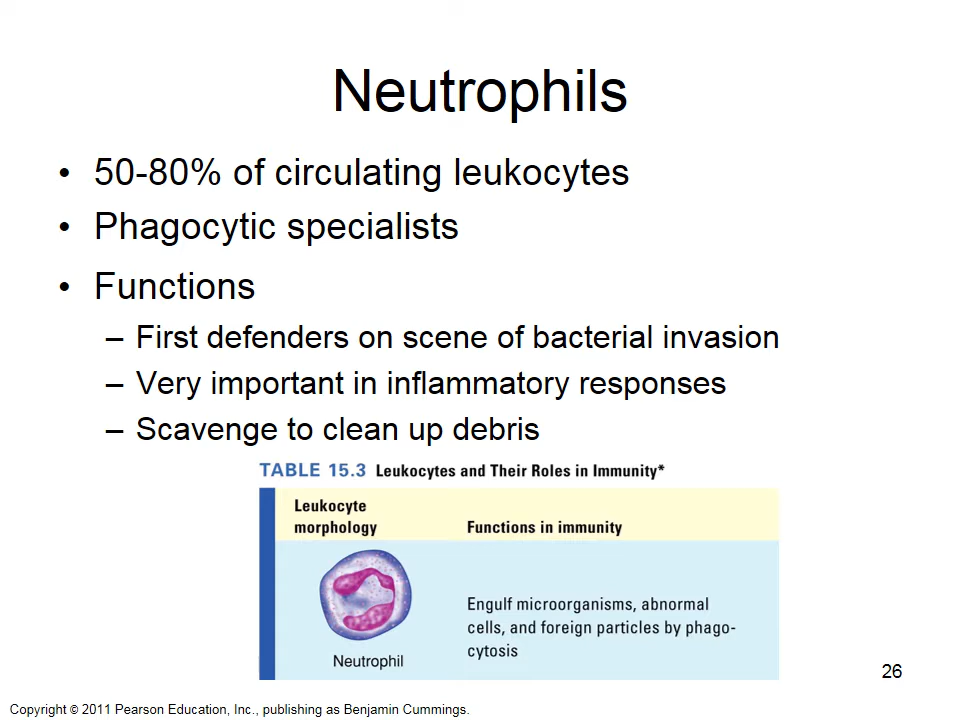 Neutrophils
• 50-80% of circulating leukocytes
• Phagocytic specialists
• Functions
– First defenders on scene of bacterial invasion
– Very important in inflammatory responses
– Scavenge to clean up debris
TABLE 15.3 Leukocytes and Their Roles in Immunity*
Leukocyte
morphology
Functions in immunity
Neutrophil
Engulf microorganisms, abnormal
cells, and foreign particles by phago-
cytosis
26
Copyright © 2011 Pearson Education, Inc., publishing as Benjamin Cummings.